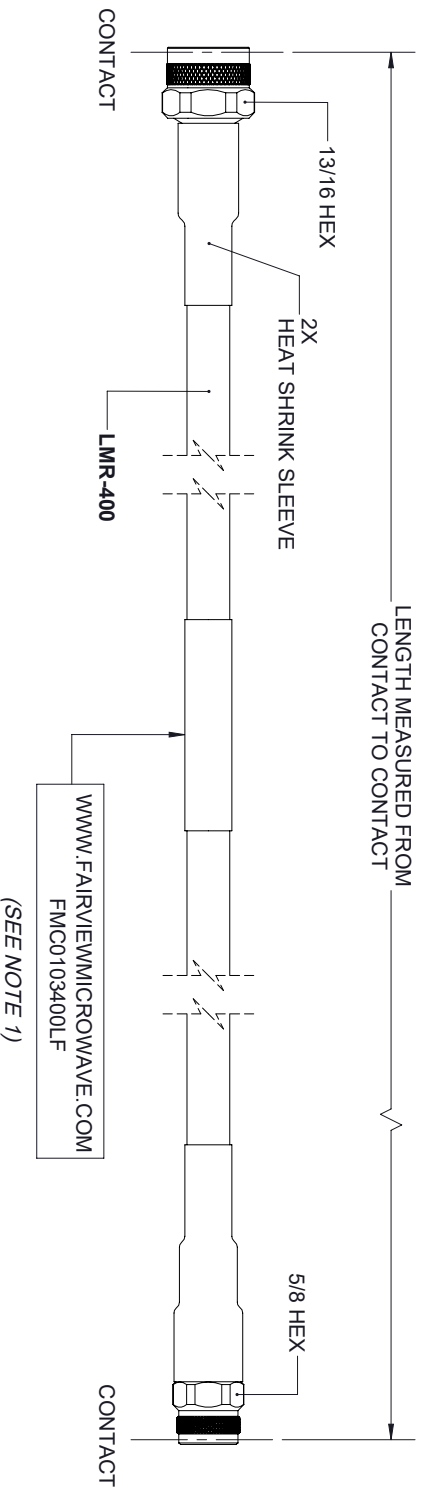 LENGTH MEASURED FROM
CONTACT TO CONTACT
13/16 HEX
2X
HEAT SHRINK SLEEVE
5/8 HEX
CONTACT
LMR-400
WWW.FAIRVIEWMICROWAVE.COM
FMC0103400LF
(SEE NOTE 1)
CONTACT